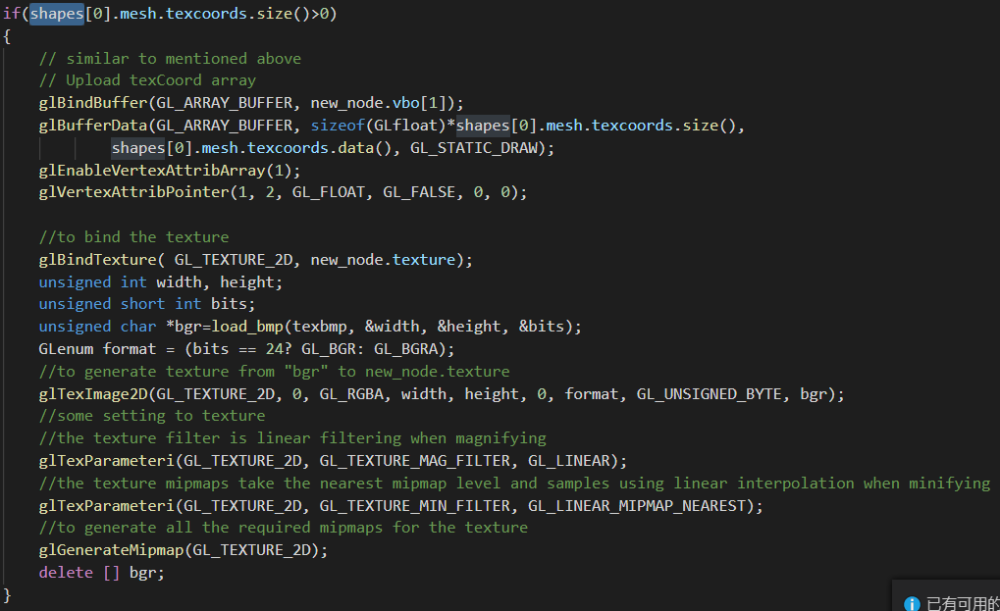 if(shapes[0].mesh.texcoords.size()>0)
{
// similar to mentioned above
// Upload texCoord array
glBindBuffer(GL_ARRAY_BUFFER, new_node.vbo[1]);
glBufferData(GL_ARRAY_BUFFER, sizeof(GLfloat)*shapes[0].mesh.texcoords.size(),
shapes[0].mesh.texcoords.data(), GL_STATIC_DRAW);
glEnableVertexAttribArray(1);
glVertexAttribPointer(1, 2, GL_FLOAT, GL_FALSE, 0, 0);
//to bind the texture
glBindTexture( GL_TEXTURE_2D, new_node.texture);
unsigned int width, height;
unsigned short int bits;
unsigned char *bgr=load_bmp(texbmp, &width, &height, &bits);
GLenum format = (bits == 24? GL_BGR: GL_BGRA);
//to generate texture from "bgr" to new_node.texture
glTexImage2D(GL_TEXTURE_2D, 0, GL_RGBA, width, height, 0, format, GL_UNSIGNED_BYTE, bgr);
//some setting to texture
//the texture filter is linear filtering when magnifying
glTexParameteri(GL_TEXTURE_2D, GL_TEXTURE_MAG_FILTER, GL_LINEAR);
//the texture mipmaps take the nearest mipmap level and samples using linear interpolation when minifying
glTexParameteri(GL_TEXTURE_2D, GL_TEXTURE_MIN_FILTER, GL_LINEAR_MIPMAP_NEAREST);
//to generate all the required mipmaps for the texture
glGenerateMipmap(GL_TEXTURE_2D);
delete [] bgr;
}
已有可用的